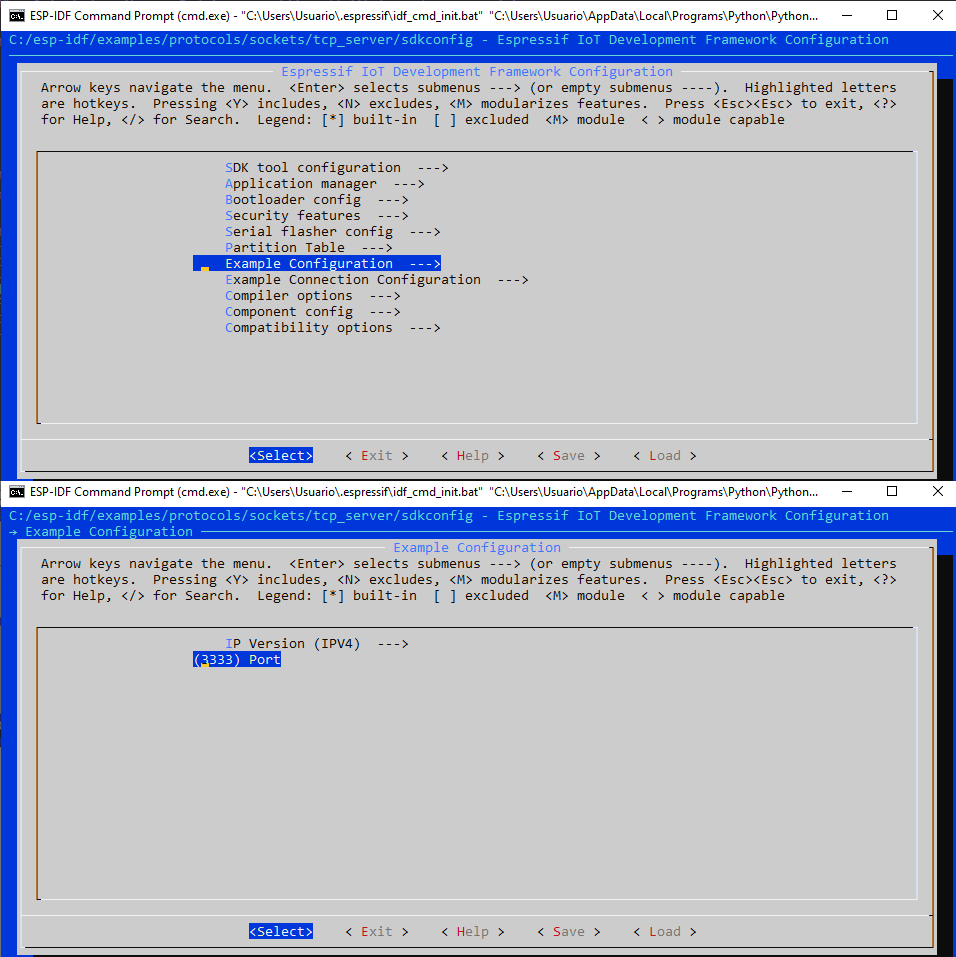 ESP-IDF Command Prompt (cmd.exe) - "C:\Users\Usuario\.espressif\idf_cmd_init.bat" "C:\Users\Usuario\AppData\Local\Programs\Python\Python...
C:/esp-idf/examples/protocols/sockets/tcp_server/sdkconfig - Espressif IoT Development Framework Configuration
Espressif IoT Development Framework Configuration
Arrow keys navigate the menu.  <Enter> selects submenus ---> (or empty submenus ----).  Highlighted letters
are hotkeys.  Pressing <Y> includes, <N> excludes, <M> modularizes features.  Press <Esc><Esc> to exit, <?>
for Help, </> for Search.  Legend: [*] built-in  [ ] excluded  <M> module  < > module capable
SDK tool configuration  --->
Application manager  --->
Bootloader config  --->
Security features  --->
Serial flasher config  --->
Partition Table  --->
Example Configuration  --->
Example Connection Configuration  --->
Compiler options  --->
Component config  --->
Compatibility options  --->
<Select>    < Exit >    < Help >    < Save >    < Load >
ESP-IDF Command Prompt (cmd.exe) - "C:\Users\Usuario\.espressif\idf_cmd_init.bat" "C:\Users\Usuario\AppData\Local\Programs\Python\Python...
C:/esp-idf/examples/protocols/sockets/tcp_server/sdkconfig - Espressif IoT Development Framework Configuration
→ Example Configuration
Example Configuration
Arrow keys navigate the menu.  <Enter> selects submenus ---> (or empty submenus ----).  Highlighted letters
are hotkeys.  Pressing <Y> includes, <N> excludes, <M> modularizes features.  Press <Esc><Esc> to exit, <?>
for Help, </> for Search.  Legend: [*] built-in  [ ] excluded  <M> module  < > module capable
IP Version (IPV4)  --->
(3333) Port
<Select>    < Exit >    < Help >    < Save >    < Load >